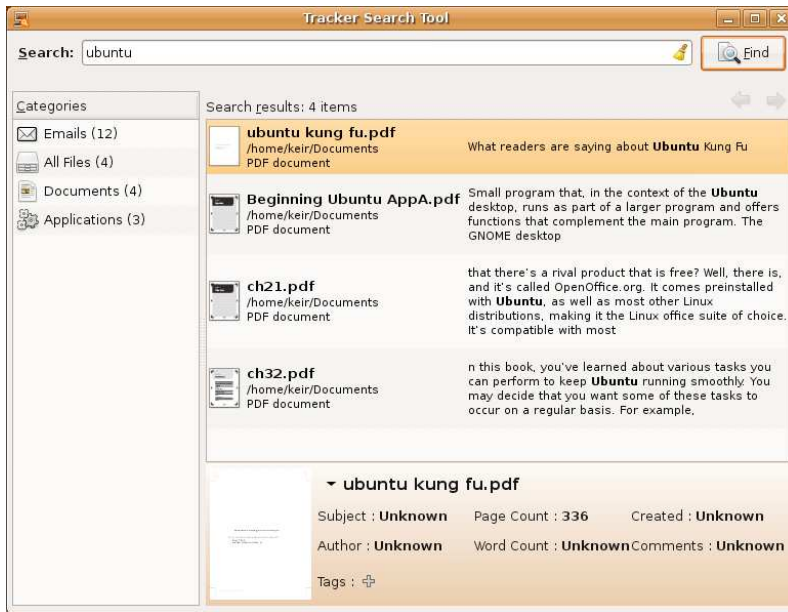 Tracker Search Tool
Search: ubuntu
Find
Categories
Emails (12)
All Files (4)
Documents (4)
Applications (3)
Search results: 4 items
ubuntu kung fu.pdf
/home/keir/Documents
PDF document
What readers are saying about Ubuntu Kung Fu
Beginning Ubuntu AppA.pdf
/home/keir/Documents
PDF document
Small program that, in the context of the Ubuntu
desktop, runs as part of a larger program and offers
functions that complement the main program. The
GNOME desktop
ch21.pdf
/home/keir/Documents
PDF document
that there's a rival product that is free? Well, there is,
and it's called OpenOffice.org. It comes preinstalled
with Ubuntu, as well as most other Linux
distributions, making it the Linux office suite of choice.
It's compatible with most
ch32.pdf
/home/keir/Documents
PDF document
n this book, you've learned about various tasks you
can perform to keep Ubuntu running smoothly. You
may decide that you want some of these tasks to
occur on a regular basis. For example,
ubuntu kung fu.pdf
Subject : Unknown Page Count : 336 Created : Unknown
Author : Unknown Word Count : Unknown Comments : Unknown
Tags :